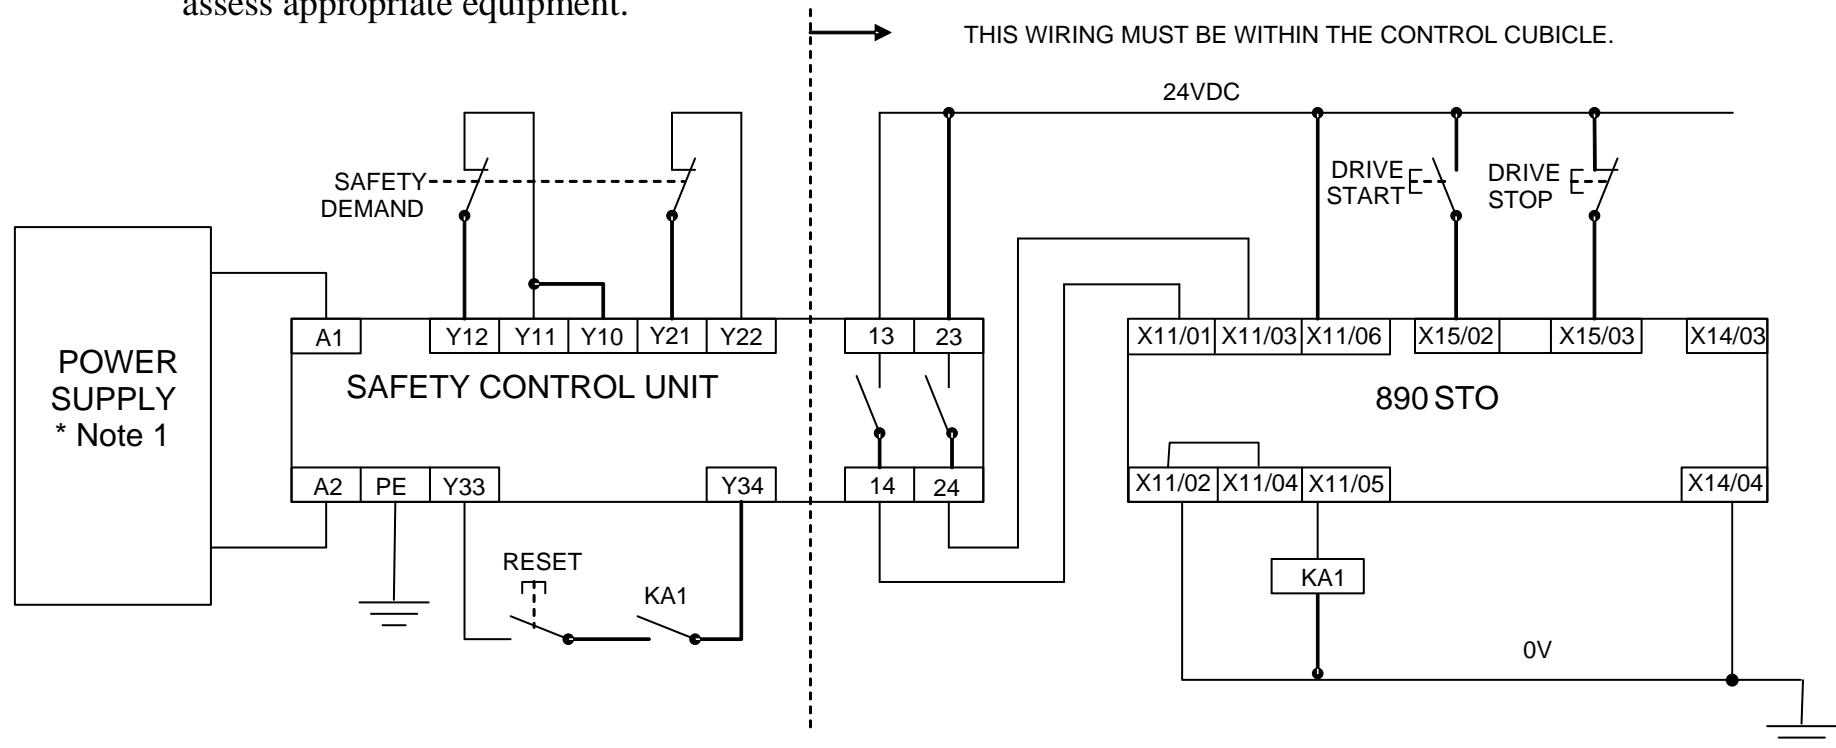 assess appropriate equipment.
THIS WIRING MUST BE WITHIN THE CONTROL CUBICLE.
24VDC
SAFETY
DEMAND
DRIVE
START
DRIVE
STOP
POWER
SUPPLY
* Note 1
A1
Y12
Y11
Y10
Y21
Y22
13
23
X11/01
X11/03
X11/06
X15/02
X15/03
X14/03
SAFETY CONTROL UNIT
890 STO
A2
PE
Y33
Y34
14
24
X11/02
X11/04
X11/05
X14/04
RESET
KA1
KA1
0V